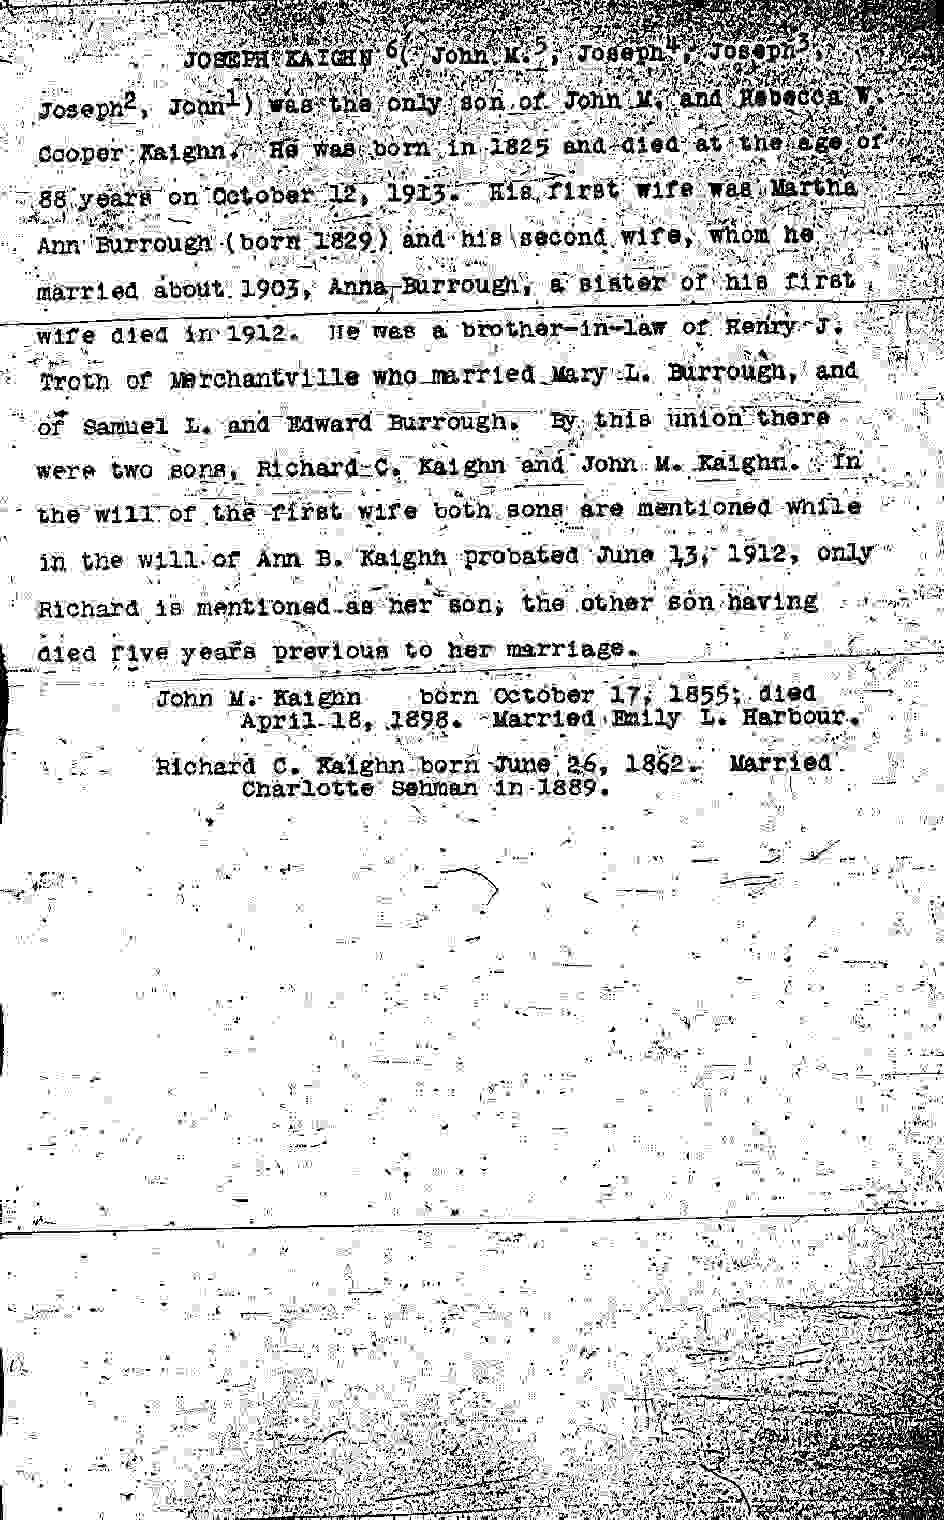 JOSEPH KAIGHN 6( John M.5, Joseph4, Joseph3,
Joseph2, John1) was the only son of John M. and Rebecca W.
Cooper Kaighn. He was born in 1825 and died at the age of
88 years on October 12, 1913. His first wife was Martha
Ann Burrough (born 1829) and his second wife, whom he
married about 1903, Anna Burrough, a sister of his first
wife died in 1912. He was a brother-in-law of Henry J.
Troth of Merchantville who married Mary L. Burrough, and
of Samuel L. and Edward Burrough. By this union there
were two sons, Richard C. Kaighn and John M. Kaighn. In
the will of the first wife both sons are mentioned while
in the will of Ann B. Kaighn probated June 13, 1912, only
Richard is mentioned as her son, the other son having
died five years previous to her marriage.
John M. Kaighn born October 17, 1855; died
April 18, 1898. Married Emily L. Harbour.
Richard C. Kaighn born June 26, 1862. Married
Charlotte Sehman in 1889.